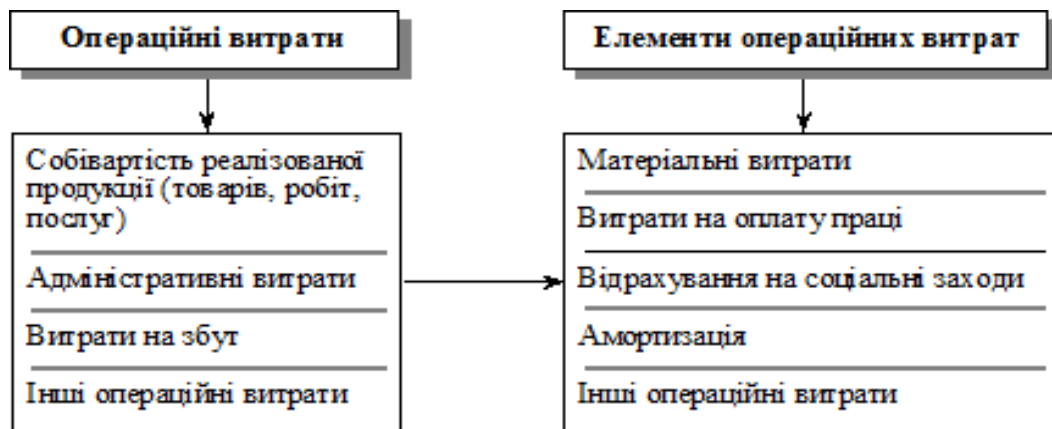 Операційні витрати
Собівартість реалізованої
продукції (товарів, робіт,
послуг)
Адміністративні витрати
Витрати на збут
Інші операційні витрати
Елементи операційних витрат
Матеріальні витрати
Витрати на оплату праці
Відрахування на соціальні заходи
Амортизація
Інші операційні витрати